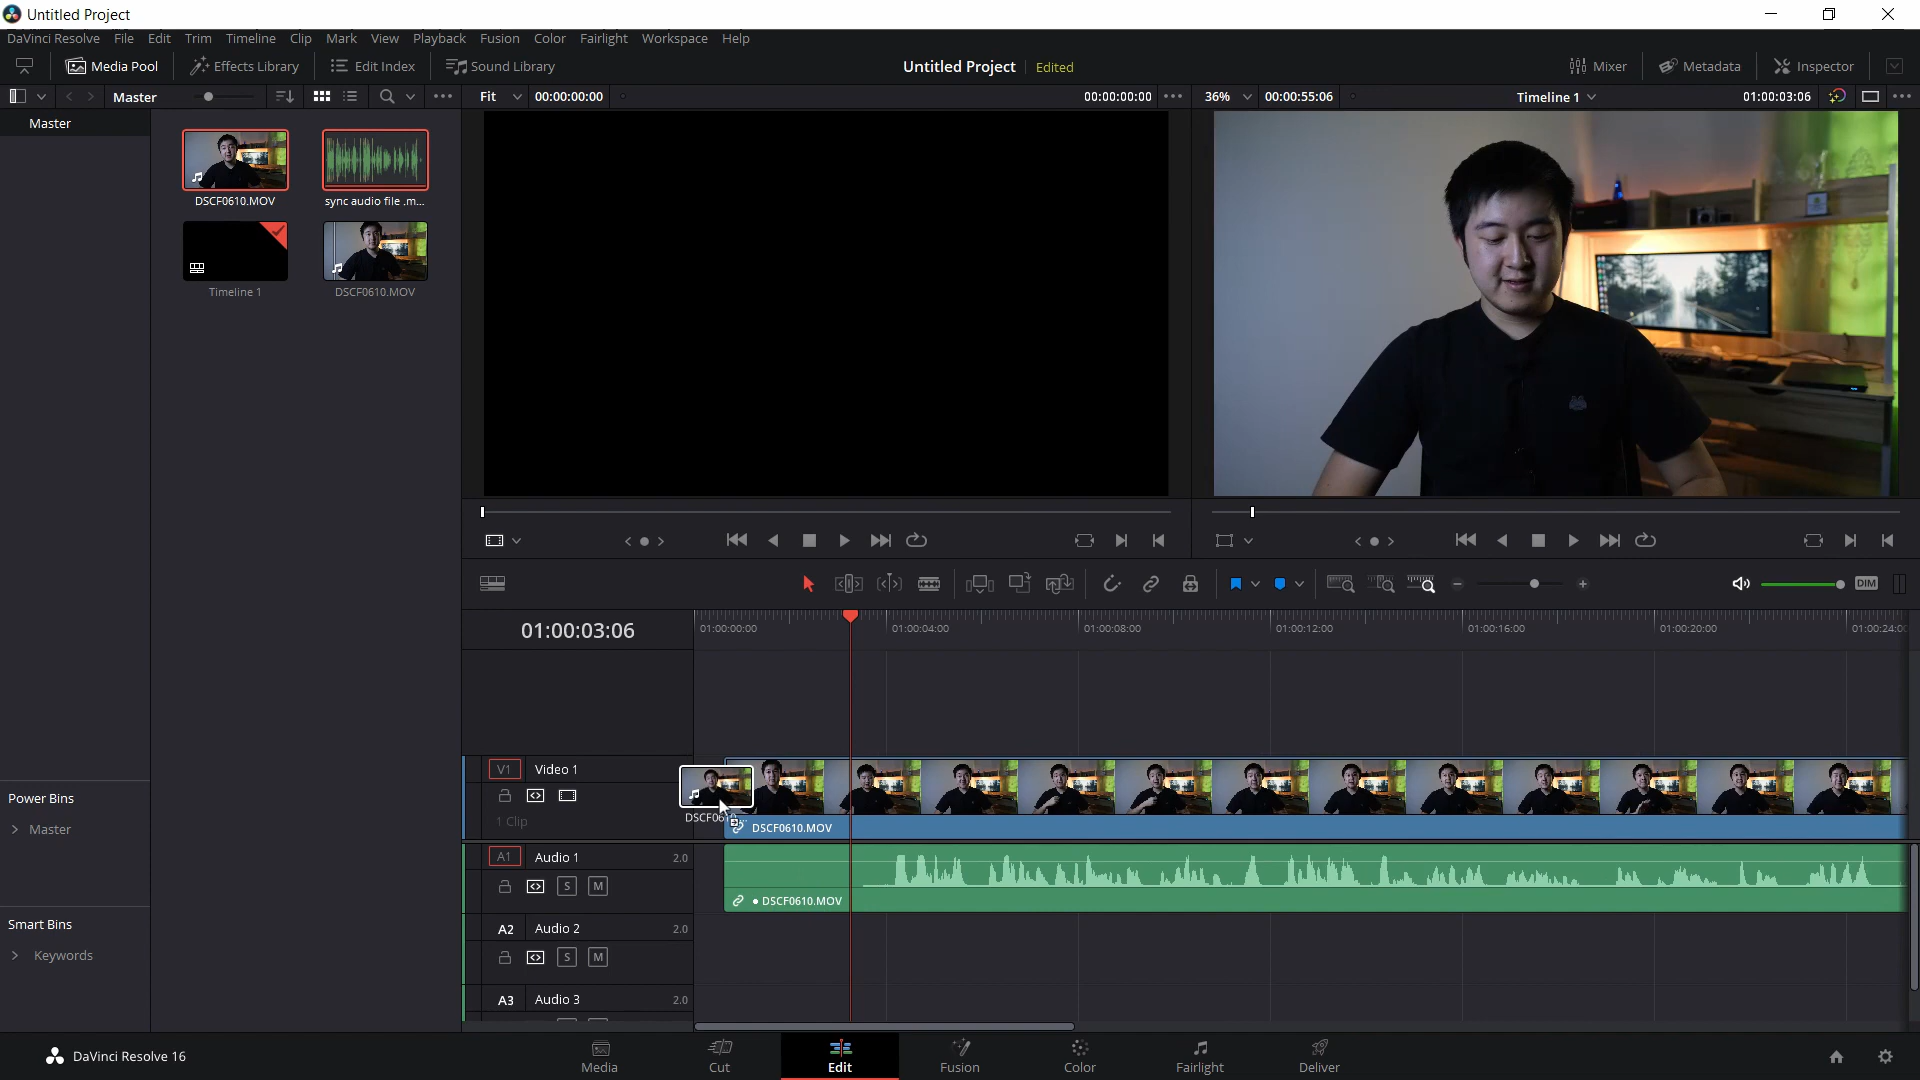 Untitled Project
DaVinci Resolve File Edit Trim Timeline Clip Mark View Playback Fusion Color Fairlight Workspace Help
Media Pool Effects Library Edit Index Sound Library Untitled Project Edited Mixer Metadata Inspector
Master Fit 00:00:00:00 00:00:00:00 36% 00:00:55:06 Timeline 1 01:00:03:06
Master
DSCF0610.MOV sync audio file .m...
Timeline 1 DSCF0610.MOV
DIM
01:00:03:06 01:00:00:00 01:00:04:00 01:00:08:00 01:00:12:00 01:00:16:00 01:00:20:00 01:00:24:00
V1 Video 1
Power Bins
1 Clip
Master
DSCF0610.MOV
A1 Audio 1 2.0
S M
DSCF0610.MOV
Smart Bins
A2 Audio 2 2.0
Keywords
S M
A3 Audio 3 2.0
DaVinci Resolve 16 Media Cut Edit Fusion Color Fairlight Deliver